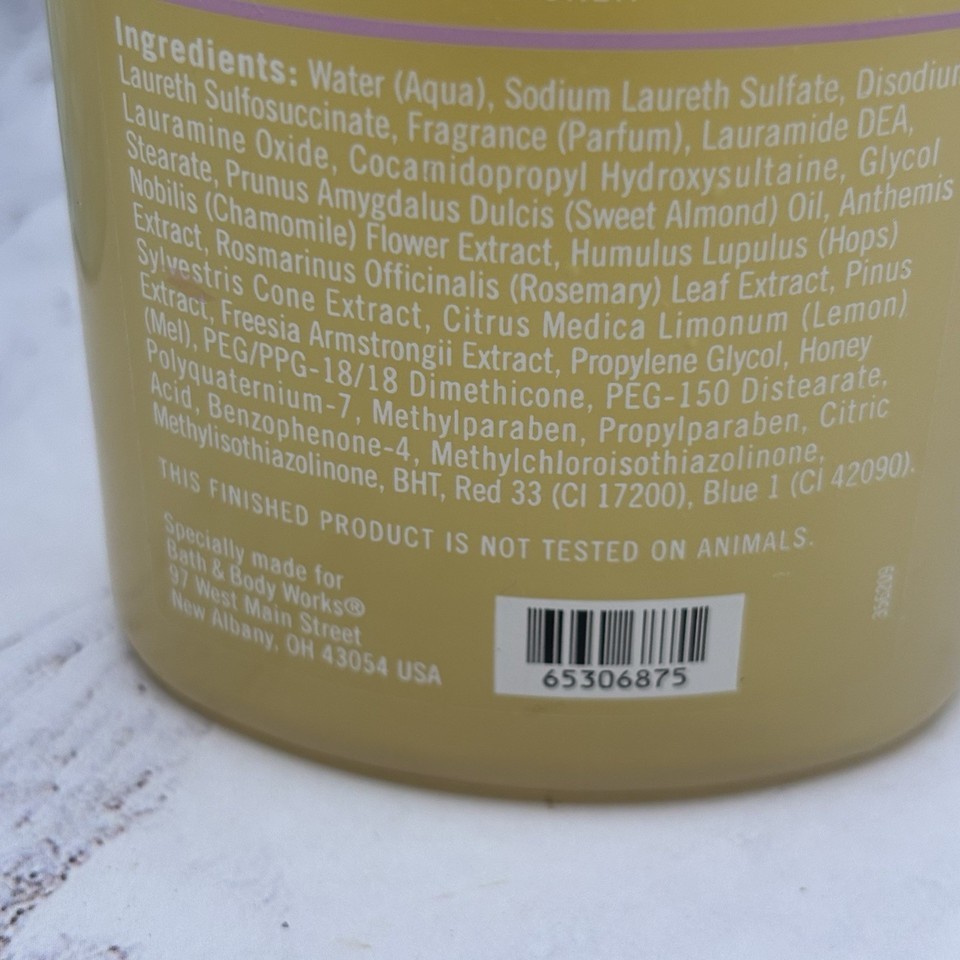 Ingredients: Water (Aqua), Sodium Laureth Sulfate, Disodium
Laureth Sulfosuccinate, Fragrance (Parfum), Lauramide DEA,
Lauramine Oxide, Cocamidopropyl Hydroxysultaine, Glycol
Stearate, Prunus Amygdalus Dulcis (Sweet Almond) Oil, Anthemis
Nobilis (Chamomile) Flower Extract, Humulus Lupulus (Hops)
Extract, Rosmarinus Officinalis (Rosemary) Leaf Extract, Pinus
Sylvestris Cone Extract, Citrus Medica Limonum (Lemon)
Extract, Freesia Armstrongii Extract, Propylene Glycol, Honey
(Mel), PEG/PPG-18/18 Dimethicone, PEG-150 Distearate,
Polyquaternium-7, Methylparaben, Propylparaben, Citric
Acid, Benzophenone-4, Methylchloroisothiazolinone,
Methylisothiazolinone, BHT, Red 33 (CI 17200), Blue 1 (CI 42090).
THIS FINISHED PRODUCT IS NOT TESTED ON ANIMALS.
Specially made for
Bath & Body Works®
97 West Main Street
New Albany, OH 43054 USA
65306875